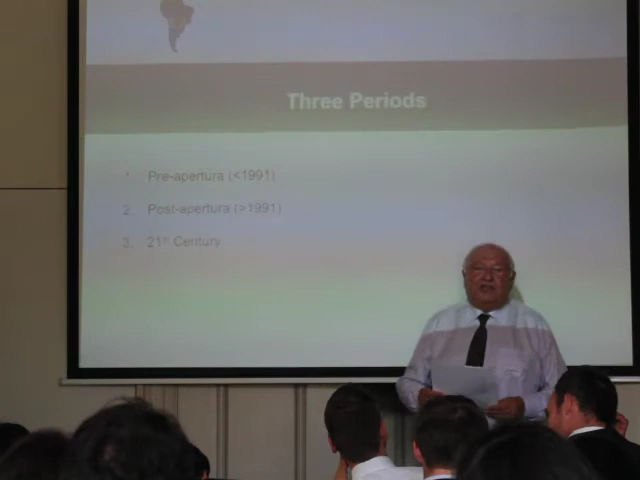 Three Periods
1. Pre-apertura (<1991)
2. Post-apertura (>1991)
3. 21st Century